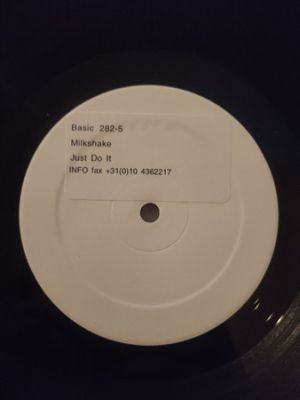 Basic 282-5
Milkshake
Just Do It
INFO fax +31(0)10 4362217